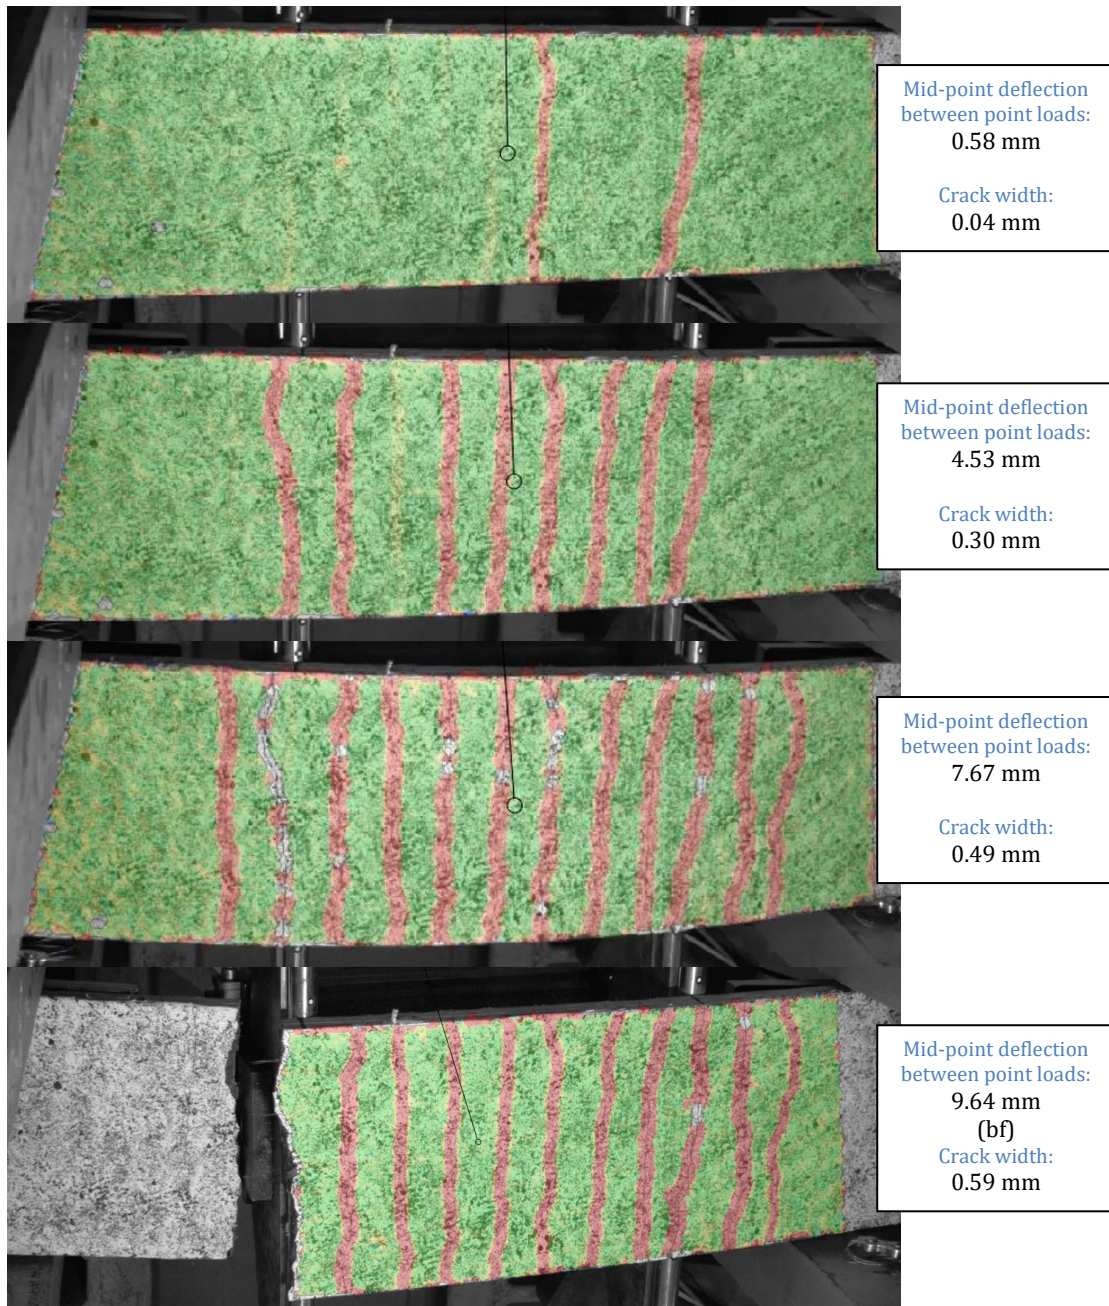 Mid-point deflection
between point loads:
0.58 mm
Crack width:
0.04 mm
Mid-point deflection
between point loads:
4.53 mm
Crack width:
0.30 mm
Mid-point deflection
between point loads:
7.67 mm
Crack width:
0.49 mm
Mid-point deflection
between point loads:
9.64 mm
(bf)
Crack width:
0.59 mm